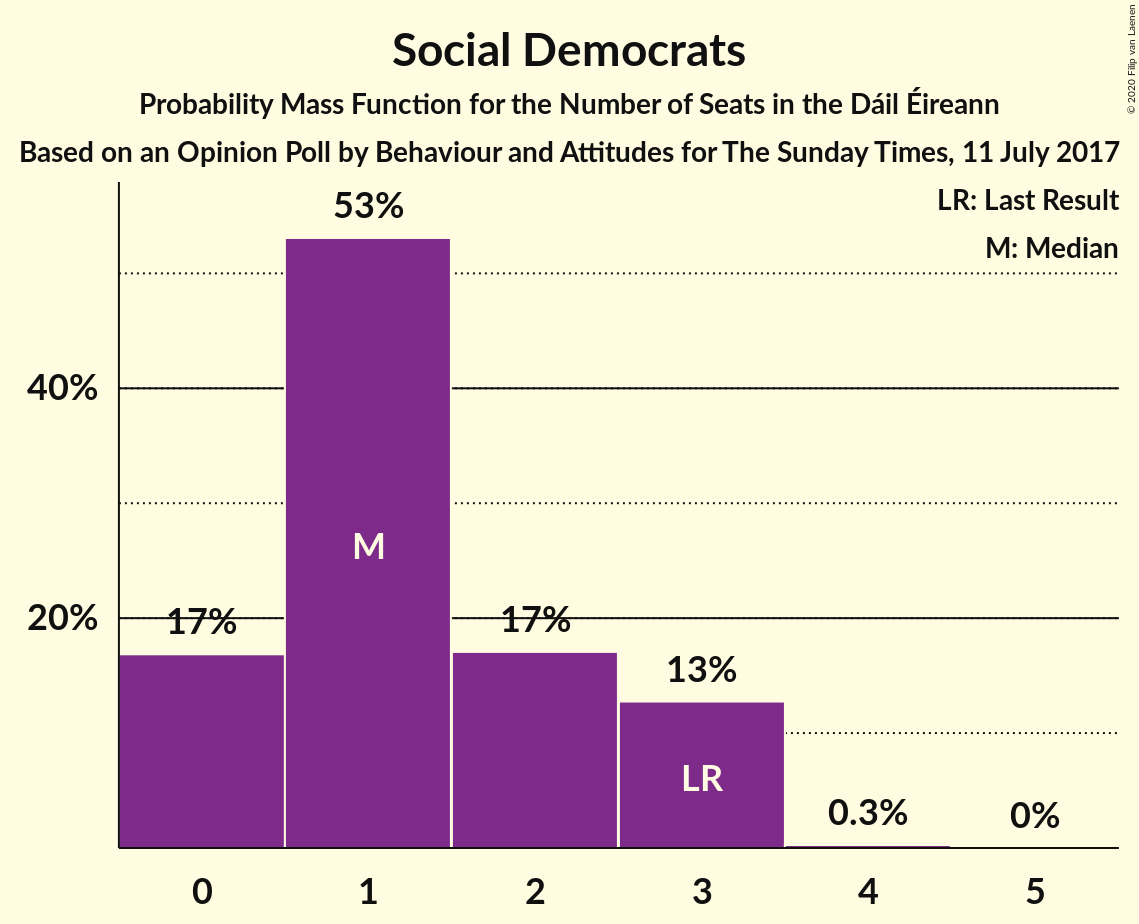 Social Democrats
Probability Mass Function for the Number of Seats in the Dáil Éireann
Based on an Opinion Poll by Behaviour and Attitudes for The Sunday Times, 11 July 2017
© 2020 Filip van Laenen
LR: Last Result
M: Median
53%
40%
M
20%
17%
17%
13%
LR
0.3%
0%
0
1
2
3
4
5